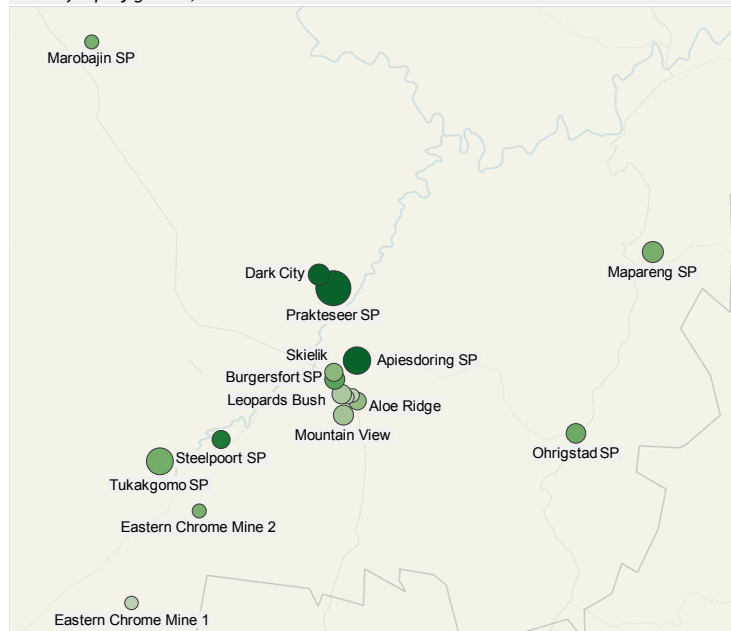 Marobajin SP
Dark City
Mapareng SP
Prakteseer SP
Skielik
Apiesdoring SP
Burgersfort SP
Leopards Bush
Aloe Ridge
Mountain View
Ohrigstad SP
Steelpoort SP
Tukakgomo SP
Eastern Chrome Mine 2
Eastern Chrome Mine 1